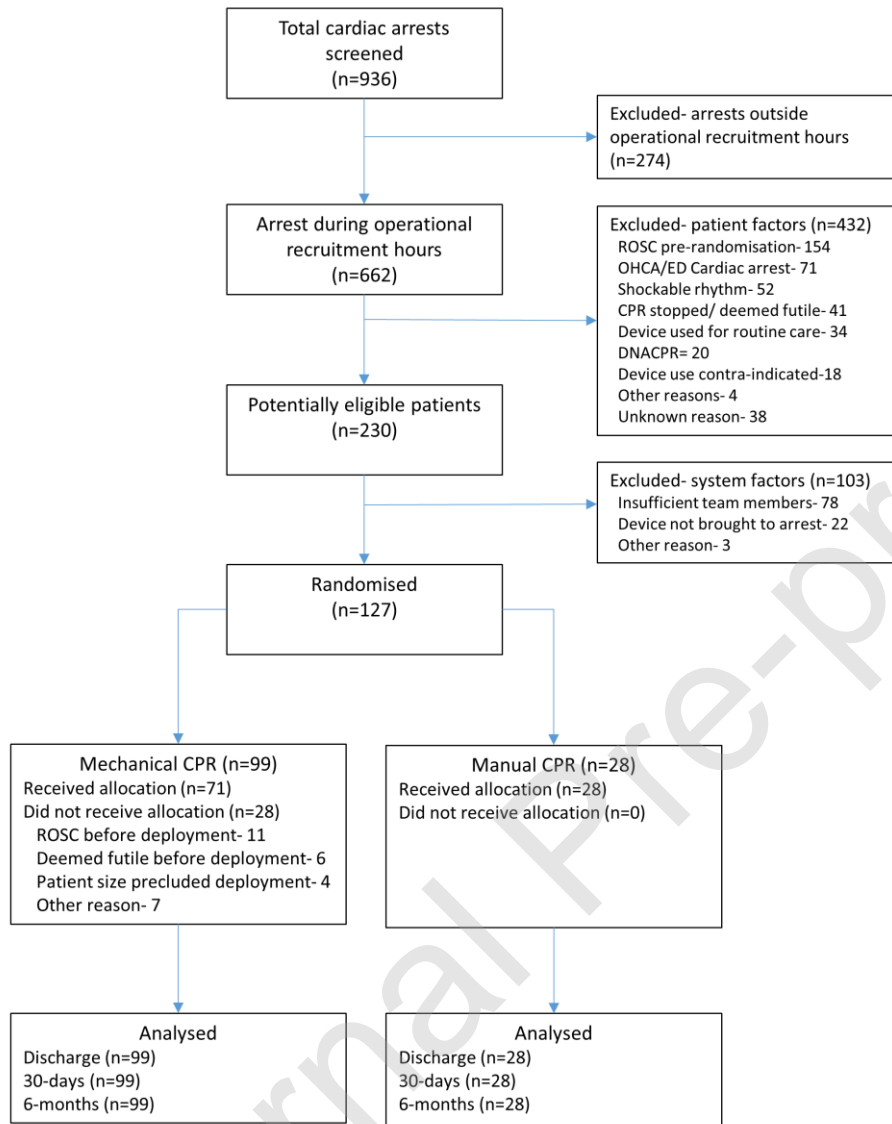 Total cardiac arrests
screened
(n=936)
Excluded- arrests outside
operational recruitment hours
(n=274)
Arrest during operational
recruitment hours
(n=662)
Excluded- patient factors (n=432)
ROSC pre-randomisation- 154
OHCA/ED Cardiac arrest- 71
Shockable rhythm- 52
CPR stopped/ deemed futile- 41
Device used for routine care- 34
DNACPR= 20
Device use contra-indicated-18
Other reasons- 4
Unknown reason- 38
Potentially eligible patients
(n=230)
Excluded- system factors (n=103)
Insufficient team members- 78
Device not brought to arrest- 22
Other reason- 3
Randomised
(n=127)
Mechanical CPR (n=99)
Received allocation (n=71)
Did not receive allocation (n=28)
ROSC before deployment- 11
Deemed futile before deployment- 6
Patient size precluded deployment- 4
Other reason- 7
Manual CPR (n=28)
Received allocation (n=28)
Did not receive allocation (n=0)
Analysed
Discharge (n=99)
30-days (n=99)
6-months (n=99)
Analysed
Discharge (n=28)
30-days (n=28)
6-months (n=28)